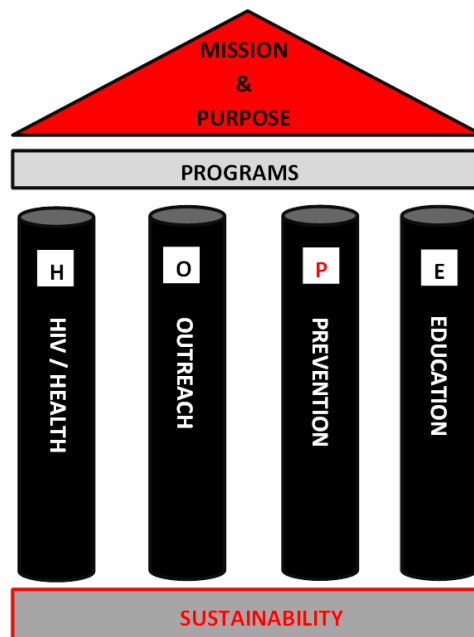 MISSION
&
PURPOSE
PROGRAMS
H
O
P
E
HIV / HEALTH
OUTREACH
PREVENTION
EDUCATION
SUSTAINABILITY